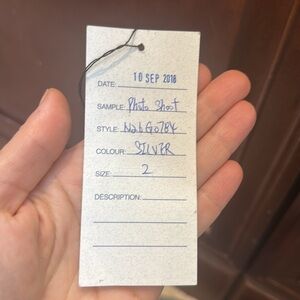 DATE: 10 SEP 2018
SAMPLE: Photo Shoot
STYLE:
COLOUR: SILVER
SIZE: 2
DESCRIPTION: